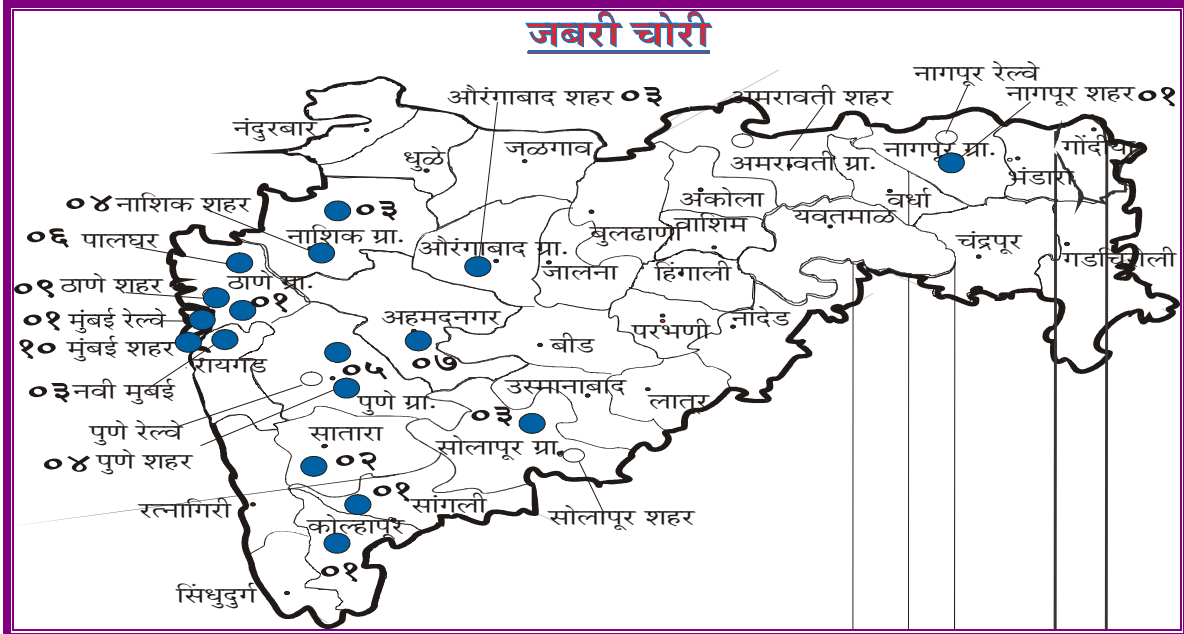 जबरी चोरी
नागपूर रेल्वे
औरंगाबाद शहर ०३
अमरावती शहर
नागपूर शहर ०१
नंदुरबार
धुळे
जळगाव
अमरावती ग्रा.
नागपूर ग्रा.
गोंदीया
भंडारा
अंकोला
वर्धा
०४ नाशिक शहर
०३
नाशिक ग्रा.
औरंगाबाद ग्रा.
बुलढाणा
वाशिम
यवतमाळ
चंद्रपूर
०६ पालघर
जालना
हिंगाली
गडचिरोली
०९ ठाणे शहर
ठाणे ग्रा.
०१
०१ मुंबई रेल्वे
अहमदनगर
०७
परभणी
नांदेड
१० मुंबई शहर
रायगड
बीड
०३ नवी मुबई
०५
पुणे ग्रा.
उस्मानाबाद
लातूर
०३
पुणे रेल्वे
सातारा
सोलापूर ग्रा.
०४ पुणे शहर
०२
०१
सांगली
रत्नागिरी
कोल्हापूर
सोलापूर शहर
०१
सिंधुदुर्ग